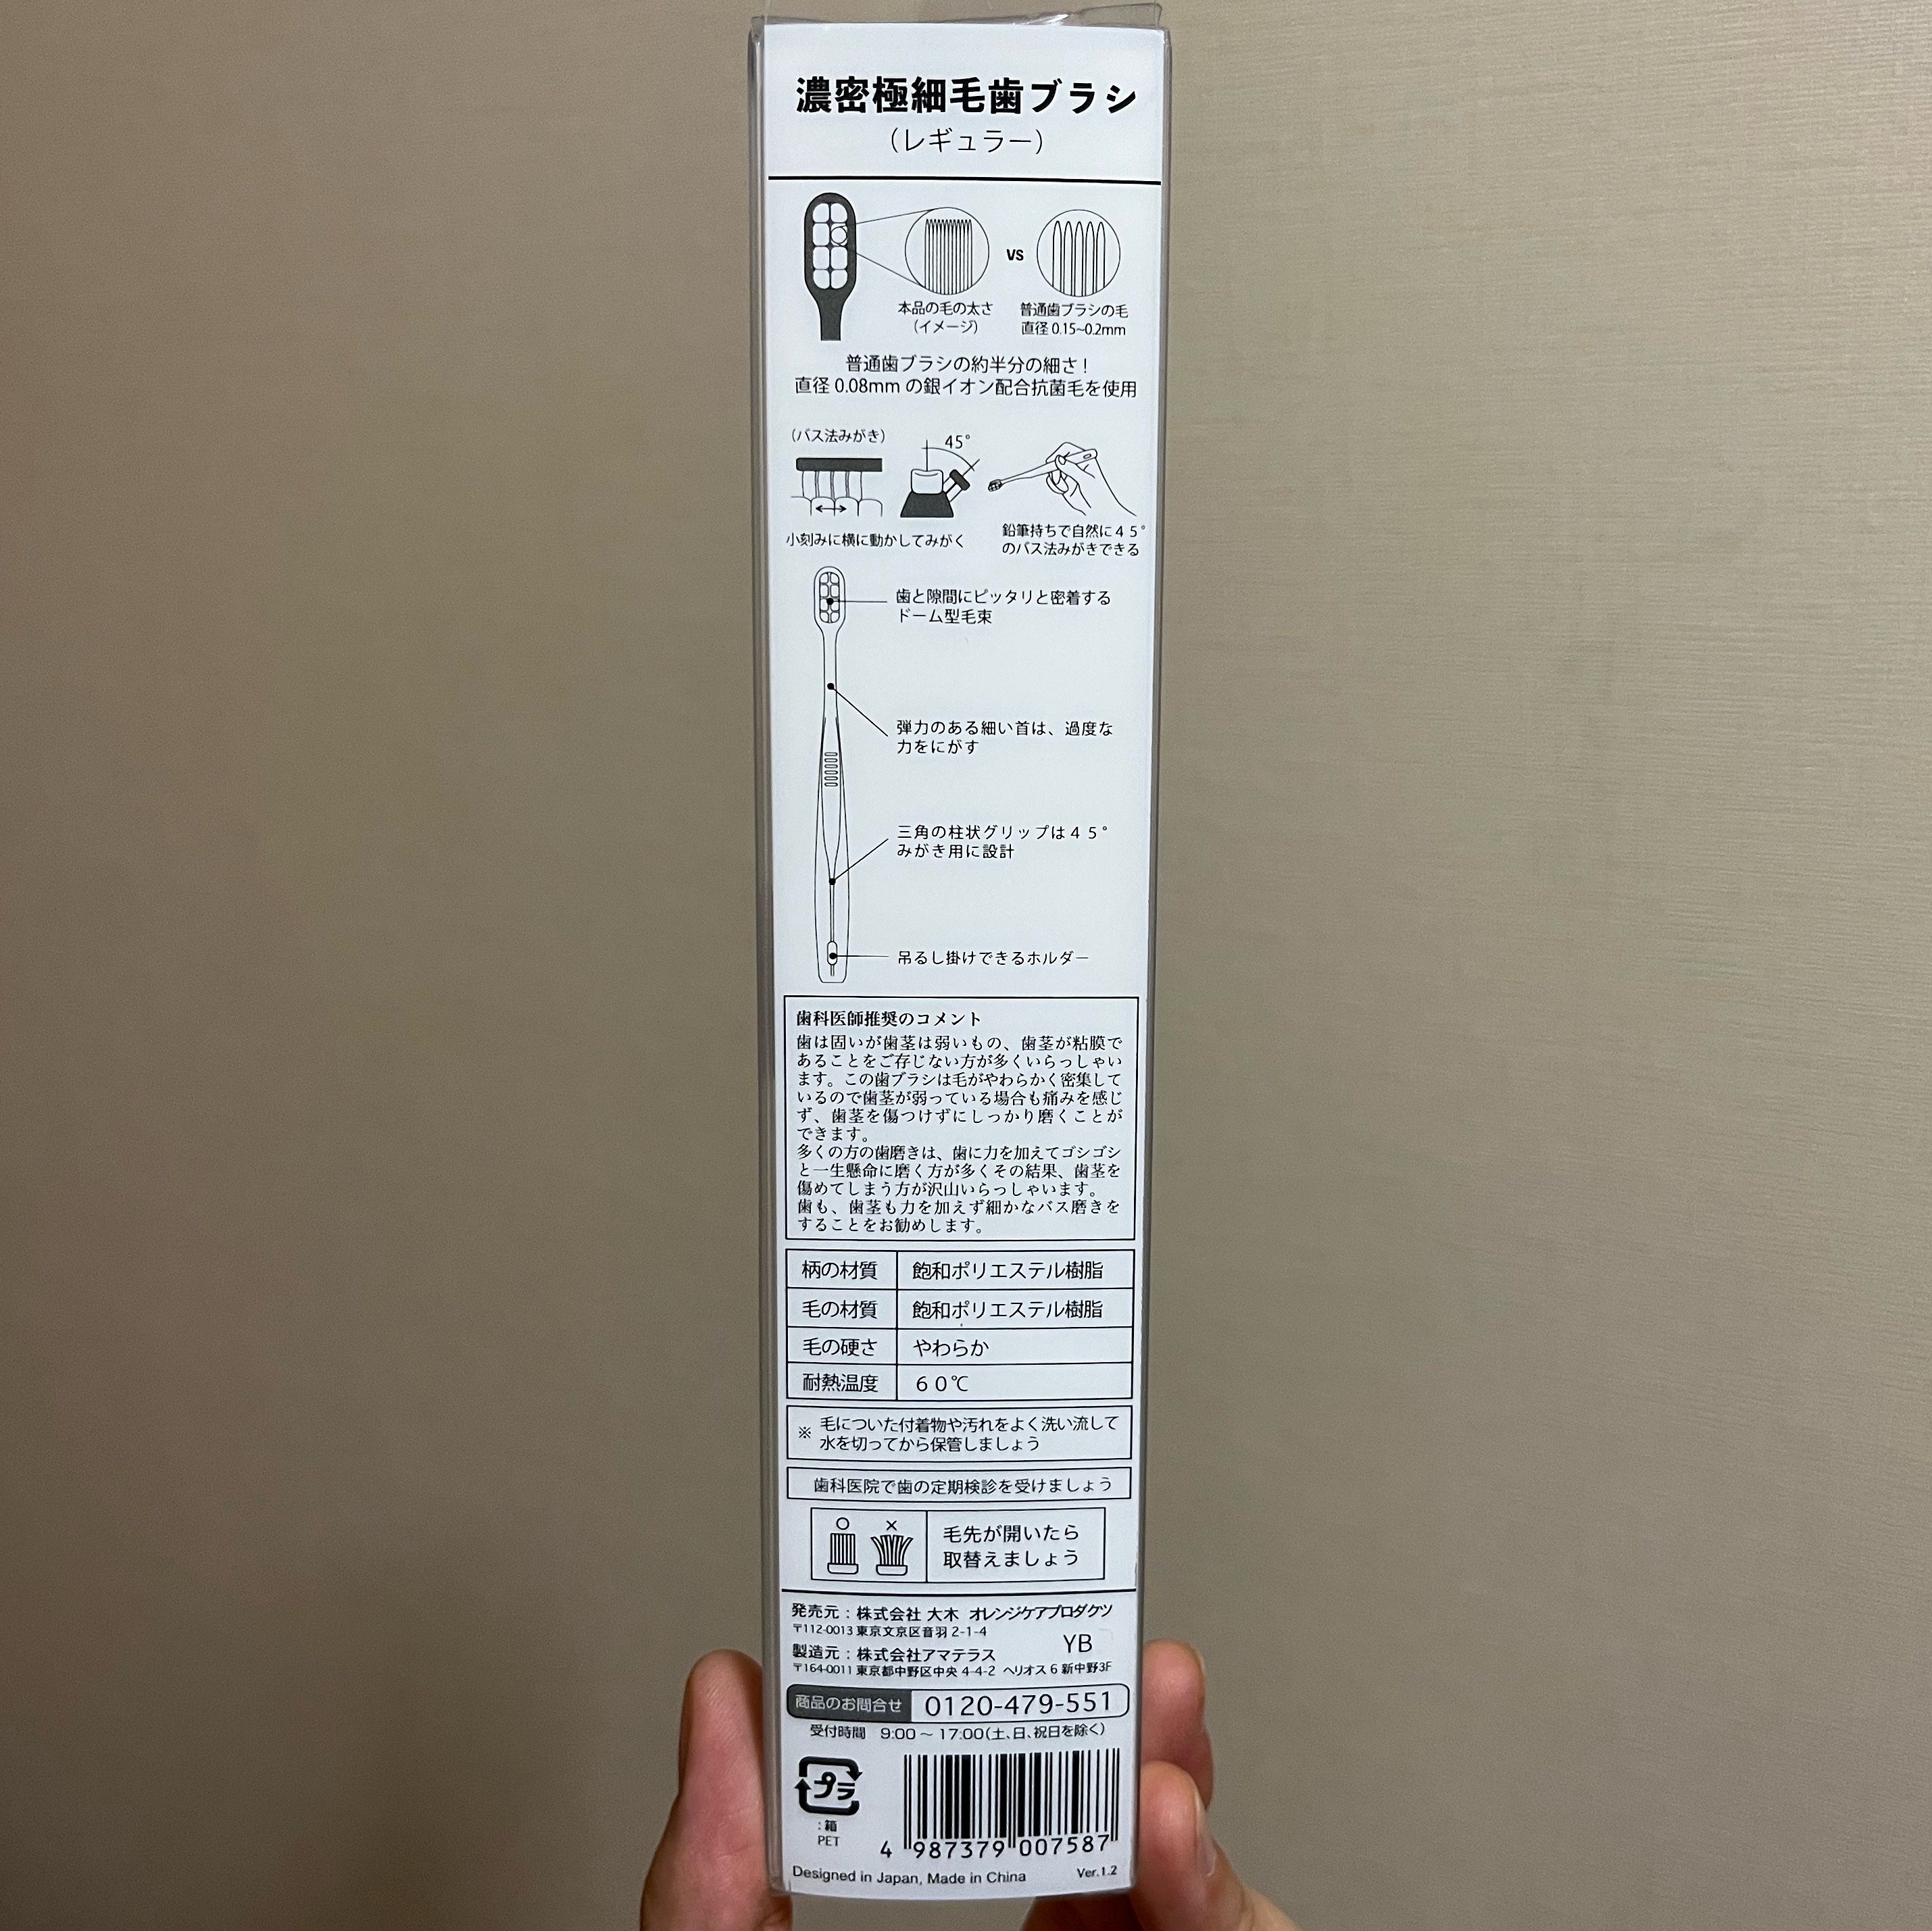 濃密極細毛歯ブラシ
（レギュラー）
VS
本品の毛の太さ
（イメージ）
普通歯ブラシの毛
直径 0.15~0.2mm
普通歯ブラシの約半分の細さ！
直径 0.08mm の銀イオン配合抗菌毛を使用
（バス法みがき）
45°
小刻みに横に動かしてみがく
鉛筆持ちで自然に４５°
のバス法みがきできる
歯と隙間にピッタリと密着する
ドーム型毛束
弾力のある細い首は、過度な
力をにがす
三角の柱状グリップは４５°
みがき用に設計
吊るし掛けできるホルダー
歯科医師推奨のコメント
歯は固いが歯茎は弱いもの、歯茎が粘膜で
あることをご存じない方が多くいらっしゃい
ます。この歯ブラシは毛がやわらかく密集して
いるので歯茎が弱っている場合も痛みを感じ
ず、歯茎を傷つけずにしっかり磨くことが
できます。
多くの方の歯磨きは、歯に力を加えてゴシゴシ
と一生懸命に磨く方が多くその結果、歯茎を
傷めてしまう方が沢山いらっしゃいます。
歯も、歯茎も力を加えず細かなバス磨きを
することをお勧めします。
柄の材質 飽和ポリエステル樹脂
毛の材質 飽和ポリエステル樹脂
毛の硬さ やわらか
耐熱温度 ６０℃
※ 毛についた付着物や汚れをよく洗い流して
水を切ってから保管しましょう
歯科医院で歯の定期検診を受けましょう
○ ×
毛先が開いたら
取替えましょう
発売元：株式会社 大木 オレンジケアプロダクツ
〒112-0013 東京文京区音羽 2-1-4
YB
製造元：株式会社アマテラス
〒164-0011 東京都中野区中央 4-4-2 ヘリオス 6 新中野3F
商品のお問合せ 0120-479-551
受付時間 9:00 ～ 17:00（土、日、祝日を除く）
プラ
：箱
PET
4 987379 007587
Designed in Japan, Made in China
Ver.1.2